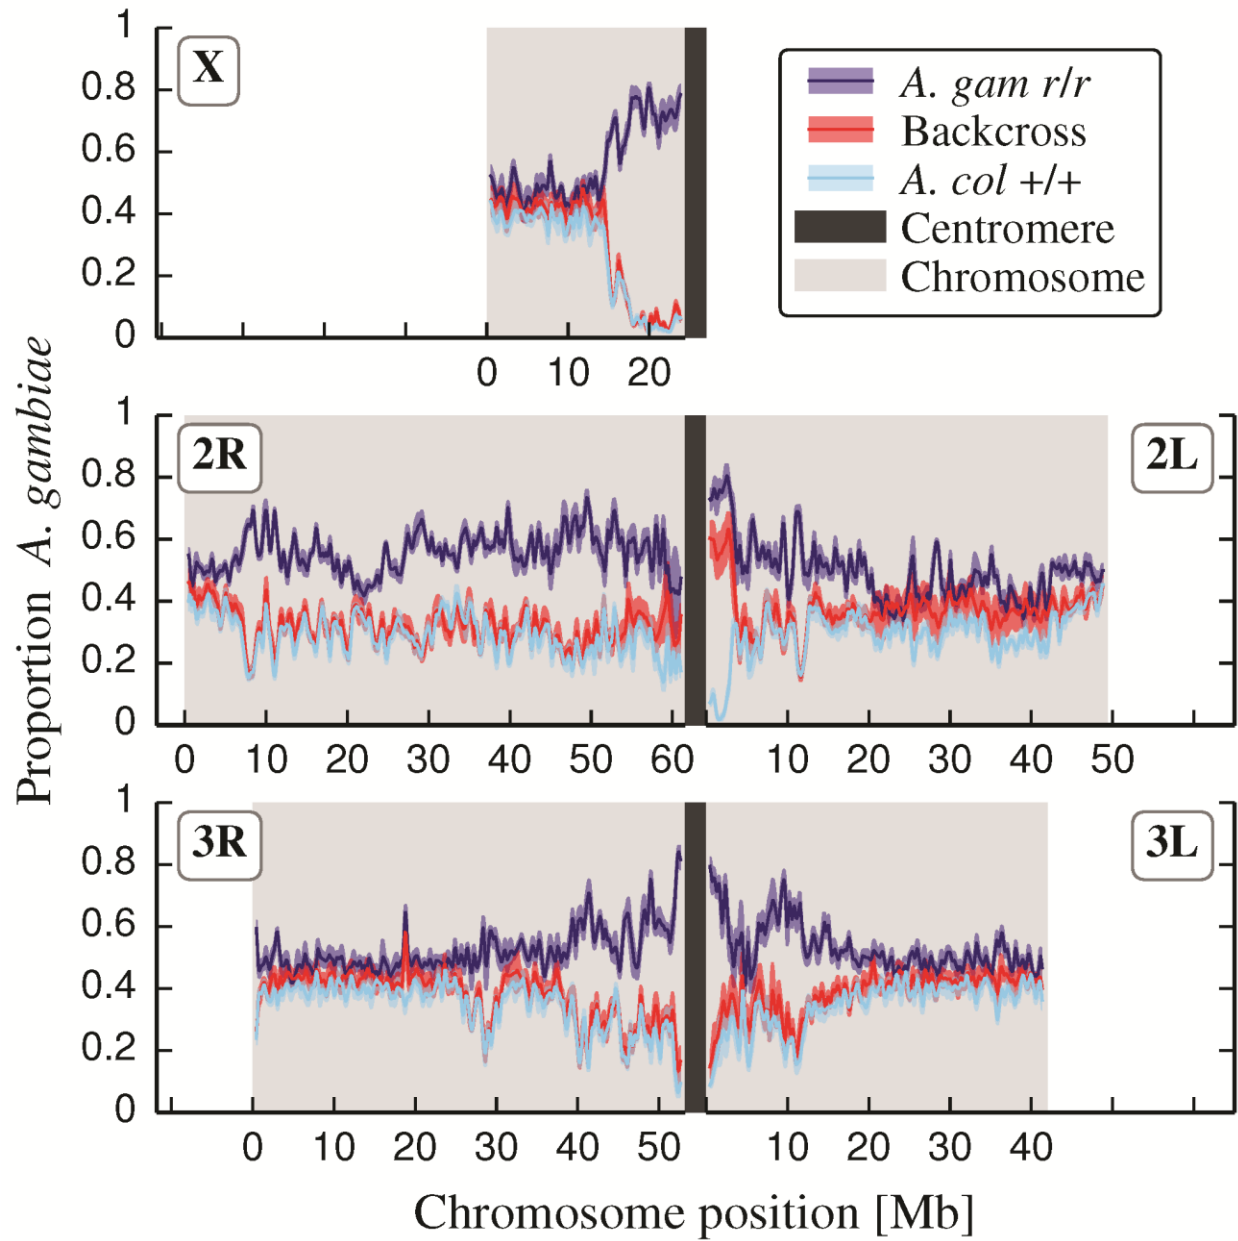 X
1
0.8
0.6
0.4
0.2
0
0 10 20
A. gam r/r
Backcross
A. col +/+
Centromere
Chromosome
Proportion A. gambiae
2R
2L
1
0.8
0.6
0.4
0.2
0
0 10 20 30 40 50 60 10 20 30 40 50
3R
3L
1
0.8
0.6
0.4
0.2
0
0 10 20 30 40 50 10 20 30 40
Chromosome position [Mb]